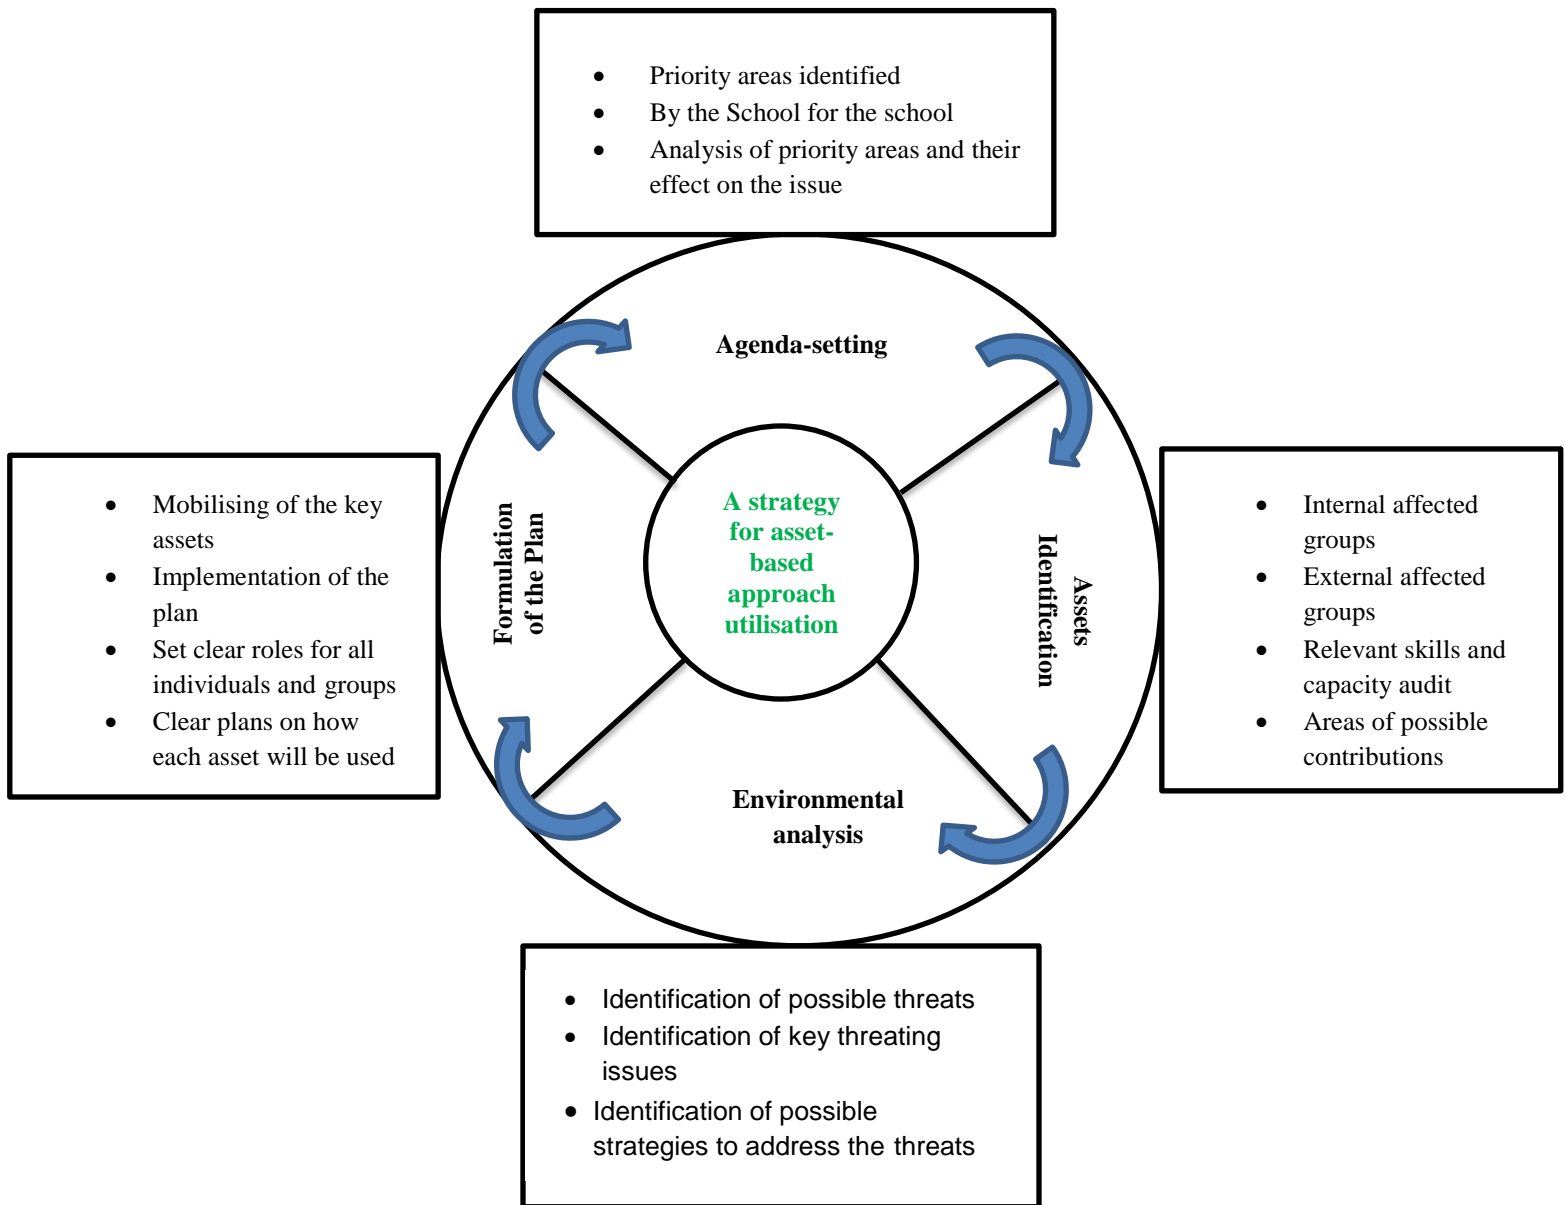 • Priority areas identified
• By the School for the school
• Analysis of priority areas and their
effect on the issue
Agenda-setting
A strategy
for asset-
based
approach
utilisation
Assets
Identification
• Internal affected
groups
• External affected
groups
• Relevant skills and
capacity audit
• Areas of possible
contributions
Environmental
analysis
• Identification of possible threats
• Identification of key threating
issues
• Identification of possible
strategies to address the threats
Formulation
of the Plan
• Mobilising of the key
assets
• Implementation of the
plan
• Set clear roles for all
individuals and groups
• Clear plans on how
each asset will be used